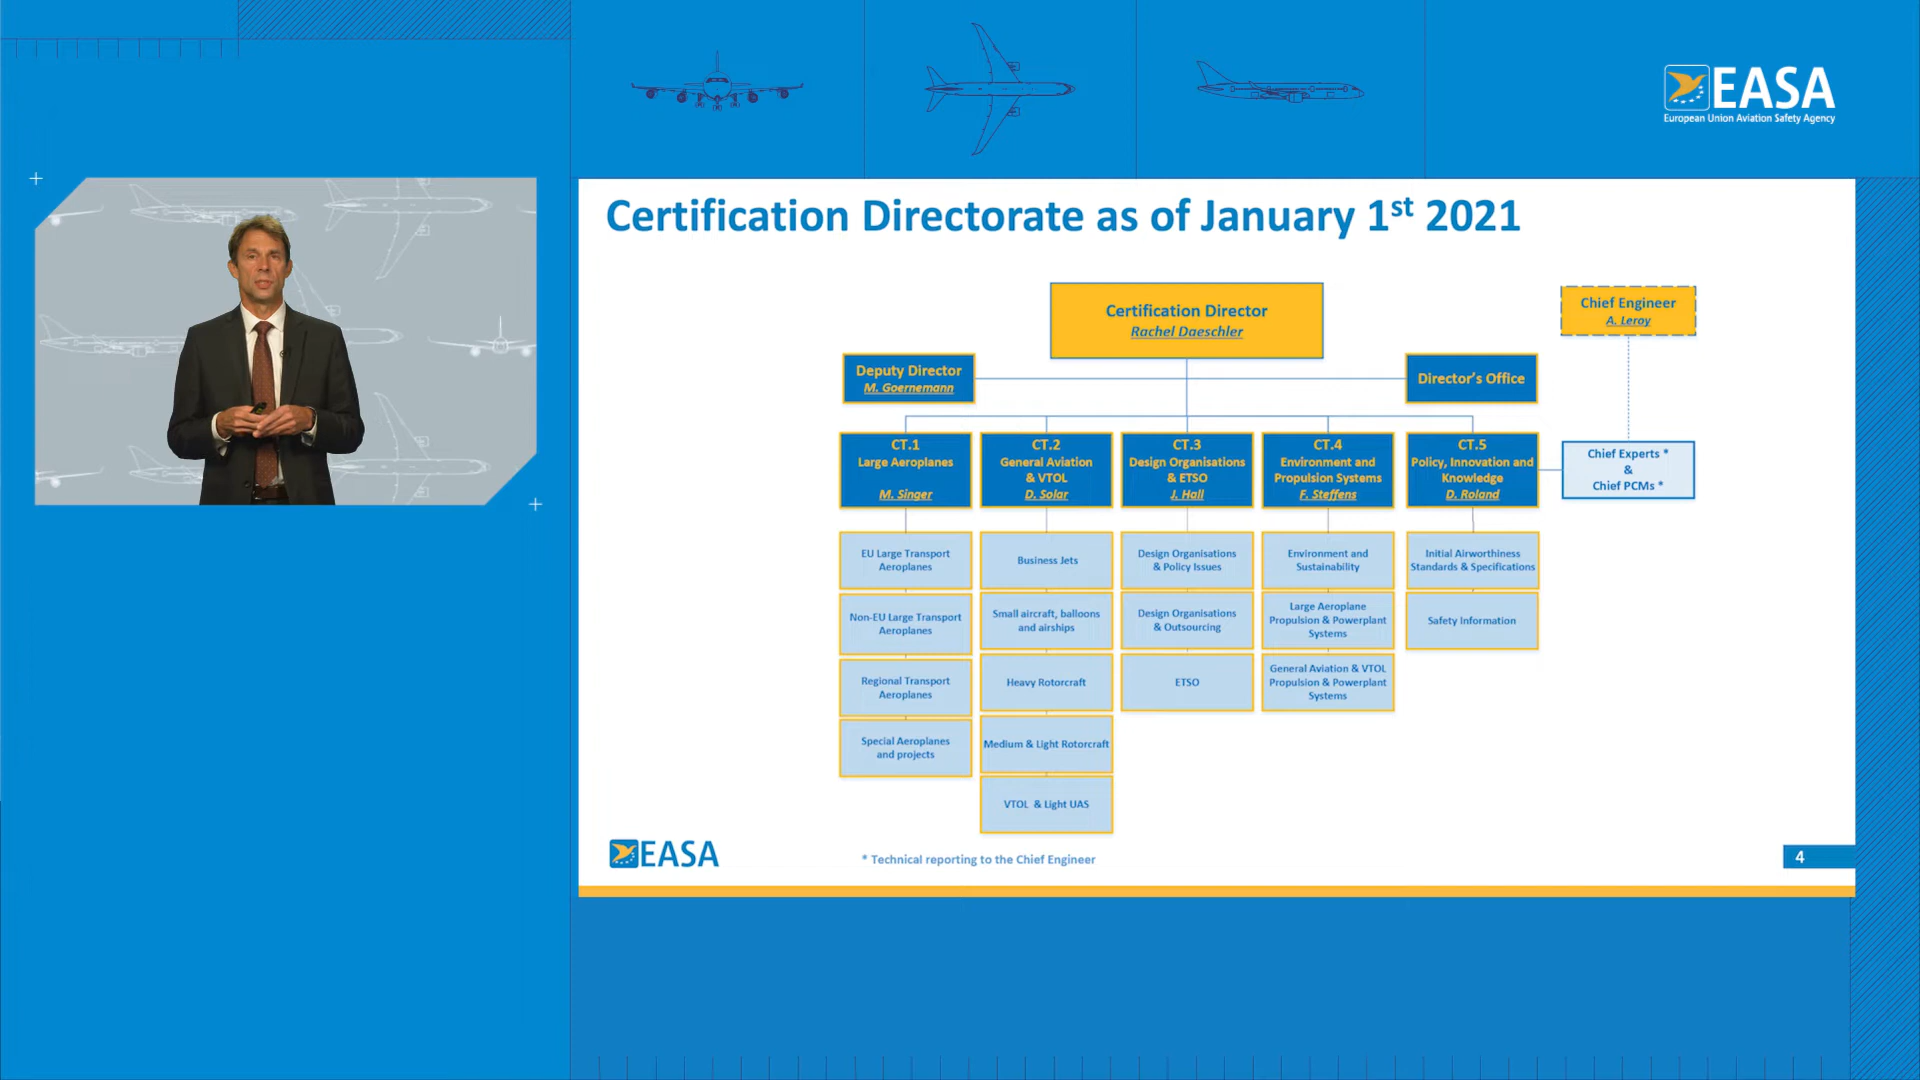 EASA
European Union Aviation Safety Agency
Certification Directorate as of January 1st 2021
Certification Director
Rachel Daeschler
Chief Engineer
A. Leroy
Deputy Director
M. Goernemann
Director's Office
CT.1
Large Aeroplanes
M. Singer
CT.2
General Aviation
& VTOL
D. Solar
CT.3
Design Organisations
& ETSO
J. Hall
CT.4
Environment and
Propulsion Systems
F. Steffens
CT.5
Policy, Innovation and
Knowledge
D. Roland
Chief Experts *
&
Chief PCMs *
EU Large Transport
Aeroplanes
Non-EU Large Transport
Aeroplanes
Regional Transport
Aeroplanes
Special Aeroplanes
and projects
Business Jets
Small aircraft, balloons
and airships
Heavy Rotorcraft
Medium & Light Rotorcraft
VTOL & Light UAS
Design Organisations
& Policy Issues
Design Organisations
& Outsourcing
ETSO
Environment and
Sustainability
Large Aeroplane
Propulsion & Powerplant
Systems
General Aviation & VTOL
Propulsion & Powerplant
Systems
Initial Airworthiness
Standards & Specifications
Safety Information
EASA
* Technical reporting to the Chief Engineer
4